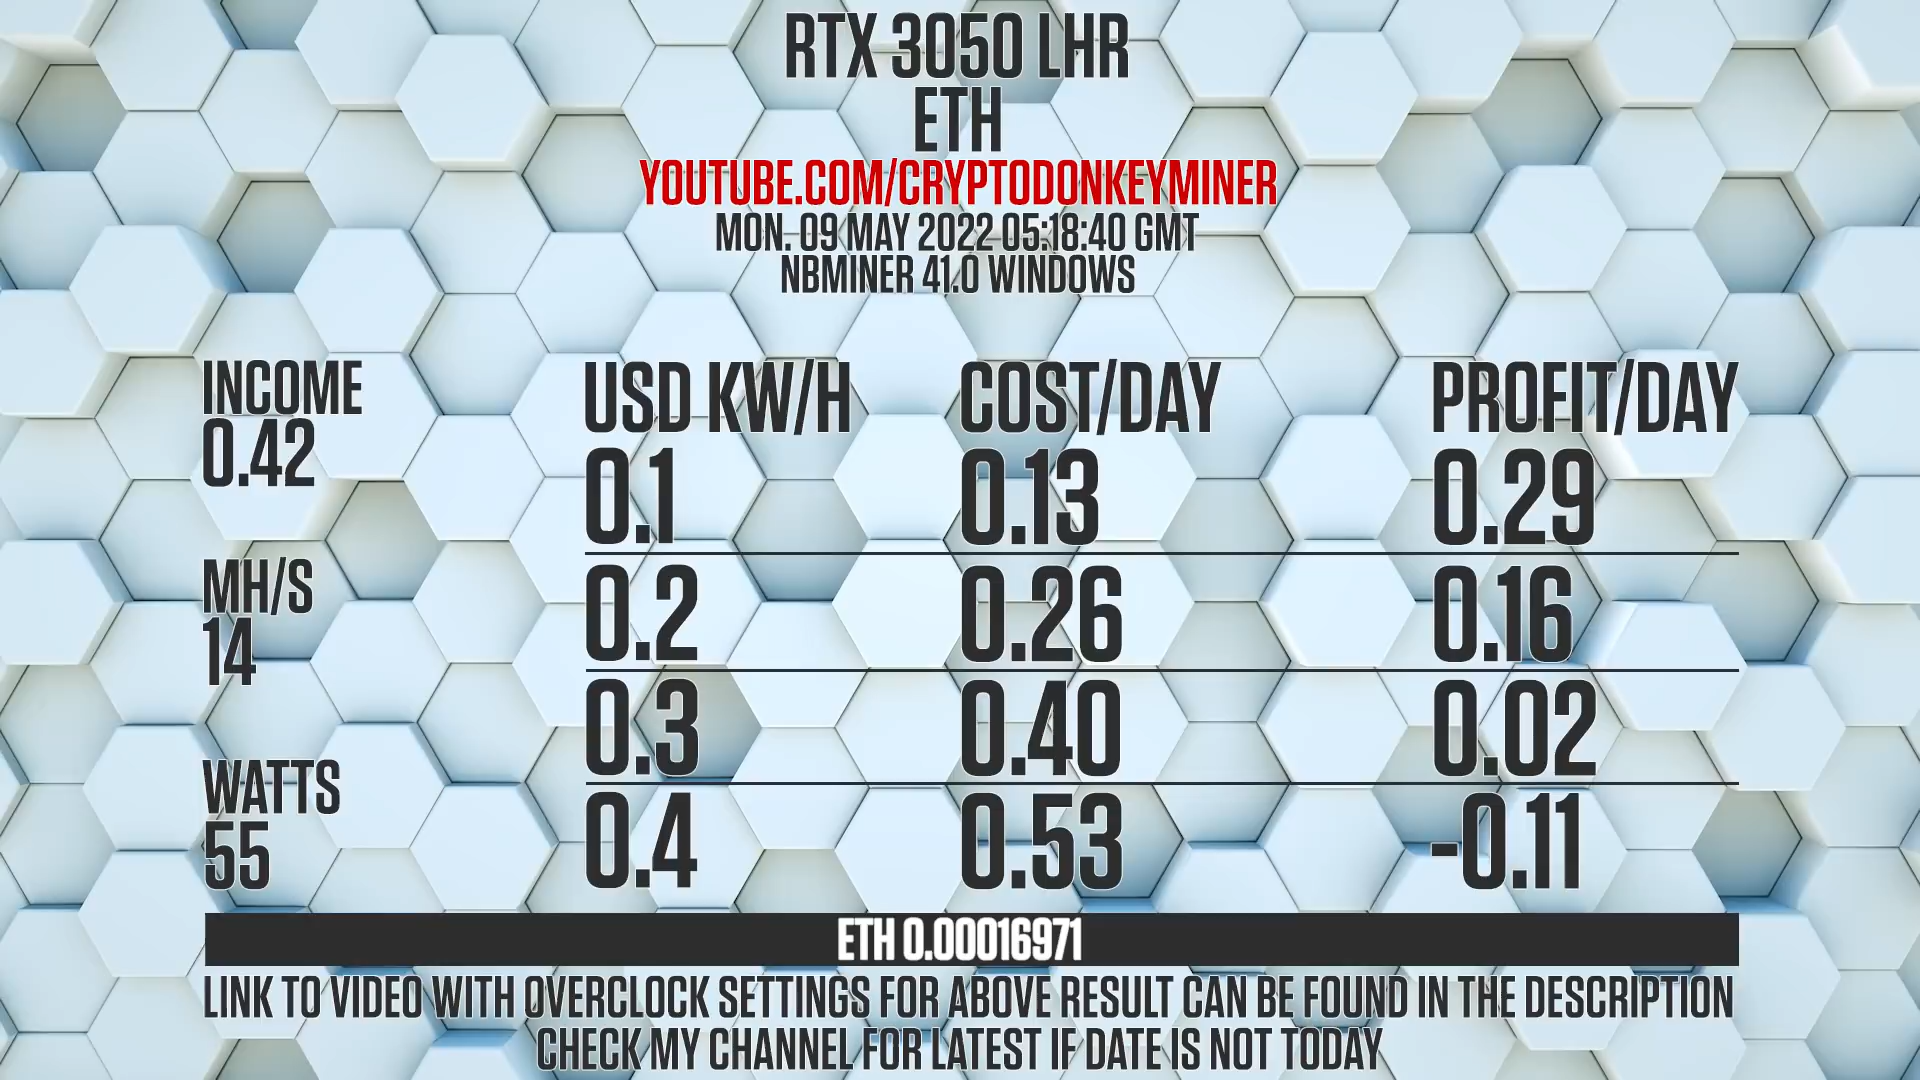 RTX 3050 LHR
ETH
YOUTUBE.COM/CRYPTODONKEYMINER
MON. 09 MAY 2022 05:18:40 GMT
NBMINER 41.0 WINDOWS
INCOME
0.42
MH/S
14
WATTS
55
USD KW/H COST/DAY PROFIT/DAY
0.1 0.13 0.29
0.2 0.26 0.16
0.3 0.40 0.02
0.4 0.53 -0.11
ETH 0.00016971
LINK TO VIDEO WITH OVERCLOCK SETTINGS FOR ABOVE RESULT CAN BE FOUND IN THE DESCRIPTION
CHECK MY CHANNEL FOR LATEST IF DATE IS NOT TODAY